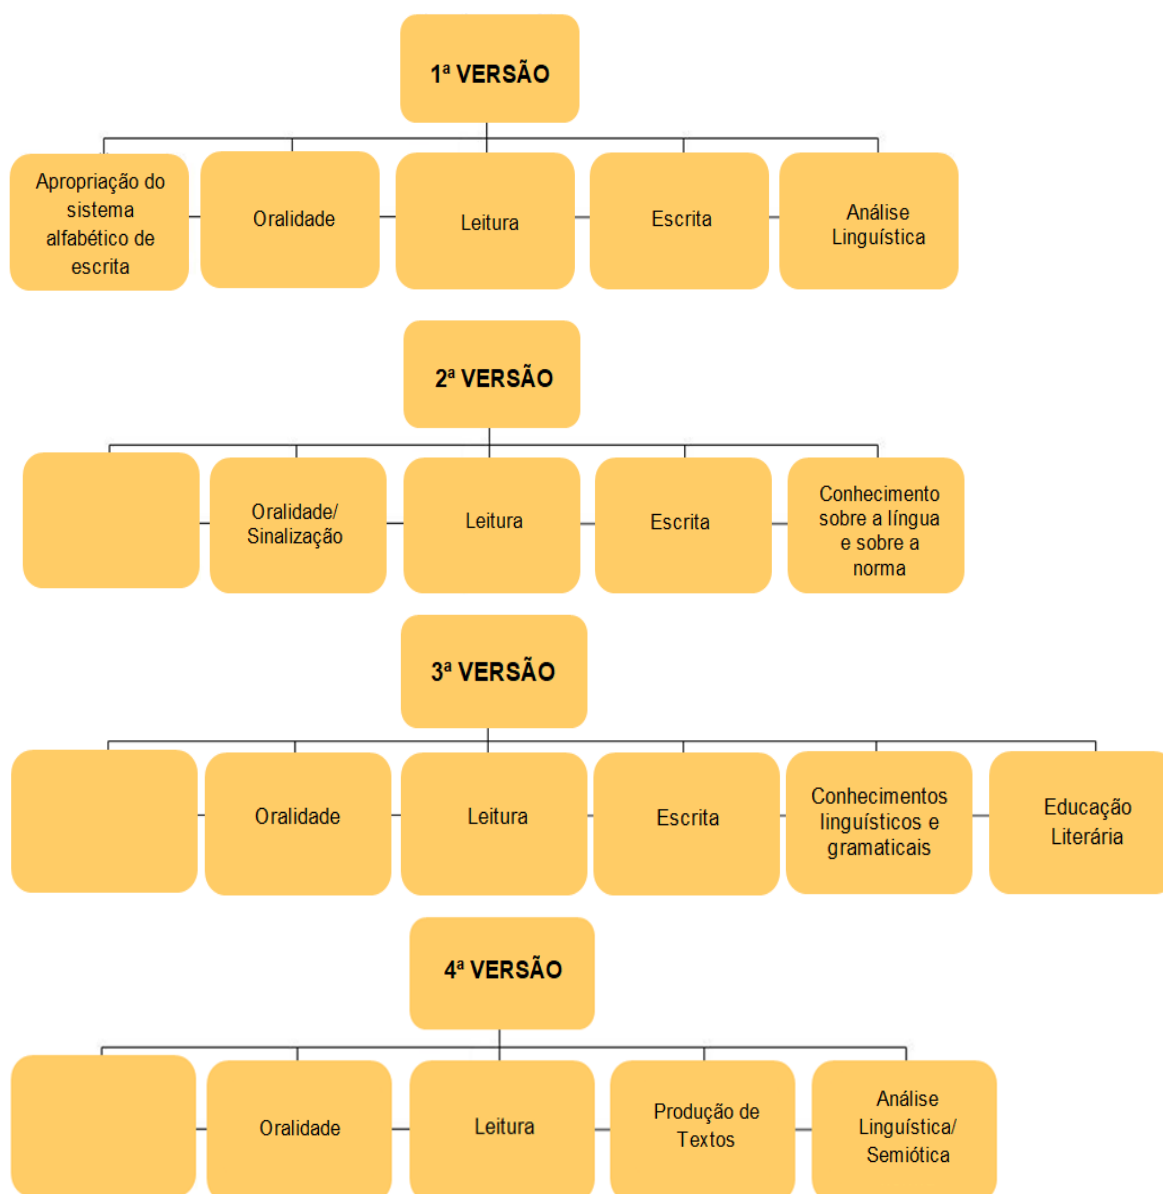 1ª VERSÃO
Apropriação do
sistema
alfabético de
escrita
Oralidade
Leitura
Escrita
Análise
Linguística
2ª VERSÃO
Oralidade/
Sinalização
Leitura
Escrita
Conhecimento
sobre a língua
e sobre a
norma
3ª VERSÃO
Oralidade
Leitura
Escrita
Conhecimentos
linguísticos e
gramaticais
Educação
Literária
4ª VERSÃO
Oralidade
Leitura
Produção de
Textos
Análise
Linguística/
Semiótica